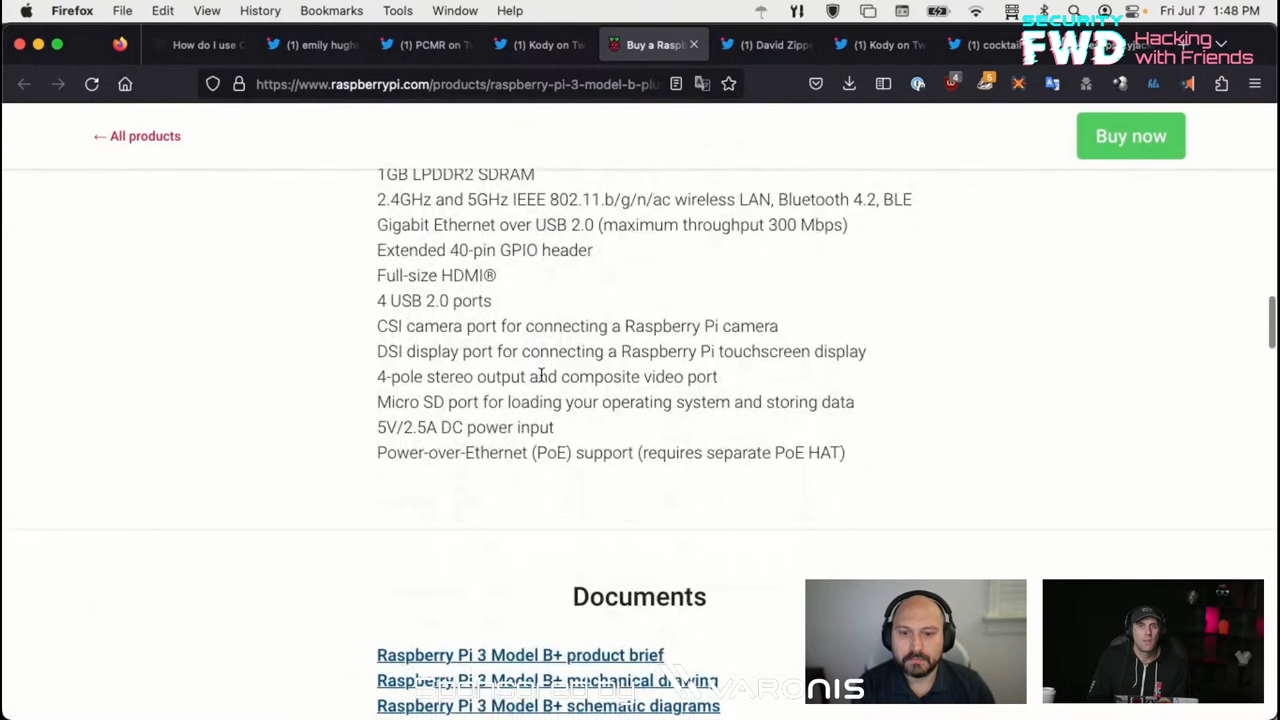 Firefox File Edit View History Bookmarks Tools Window Help Fri Jul 7 1:48 PM
SECURITY
FWD Hacking
with Friends
How do I use (1) emily hugh (1) PCMR on (1) Kody on Tw Buy a Raspb (1) David Zipp (1) Kody on Tw (1) cocktai
https://www.raspberrypi.com/products/raspberry-pi-3-model-b-plu
4 6
← All products
Buy now
1GB LPDDR2 SDRAM
2.4GHz and 5GHz IEEE 802.11.b/g/n/ac wireless LAN, Bluetooth 4.2, BLE
Gigabit Ethernet over USB 2.0 (maximum throughput 300 Mbps)
Extended 40-pin GPIO header
Full-size HDMI®
4 USB 2.0 ports
CSI camera port for connecting a Raspberry Pi camera
DSI display port for connecting a Raspberry Pi touchscreen display
4-pole stereo output and composite video port
Micro SD port for loading your operating system and storing data
5V/2.5A DC power input
Power-over-Ethernet (PoE) support (requires separate PoE HAT)
Documents
Raspberry Pi 3 Model B+ product brief
Raspberry Pi 3 Model B+ mechanical drawing
Sponsored by VARONIS
Raspberry Pi 3 Model B+ schematic diagrams